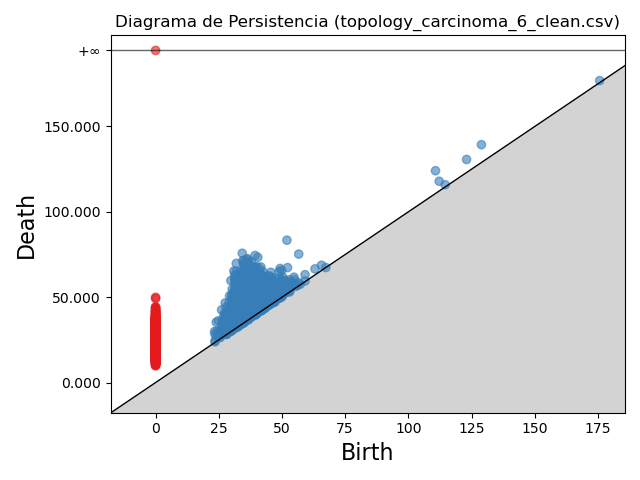 Diagrama de Persistencia (topology_carcinoma_6_clean.csv)
+∞
150.000
100.000
50.000
0.000
Death
0 25 50 75 100 125 150 175
Birth